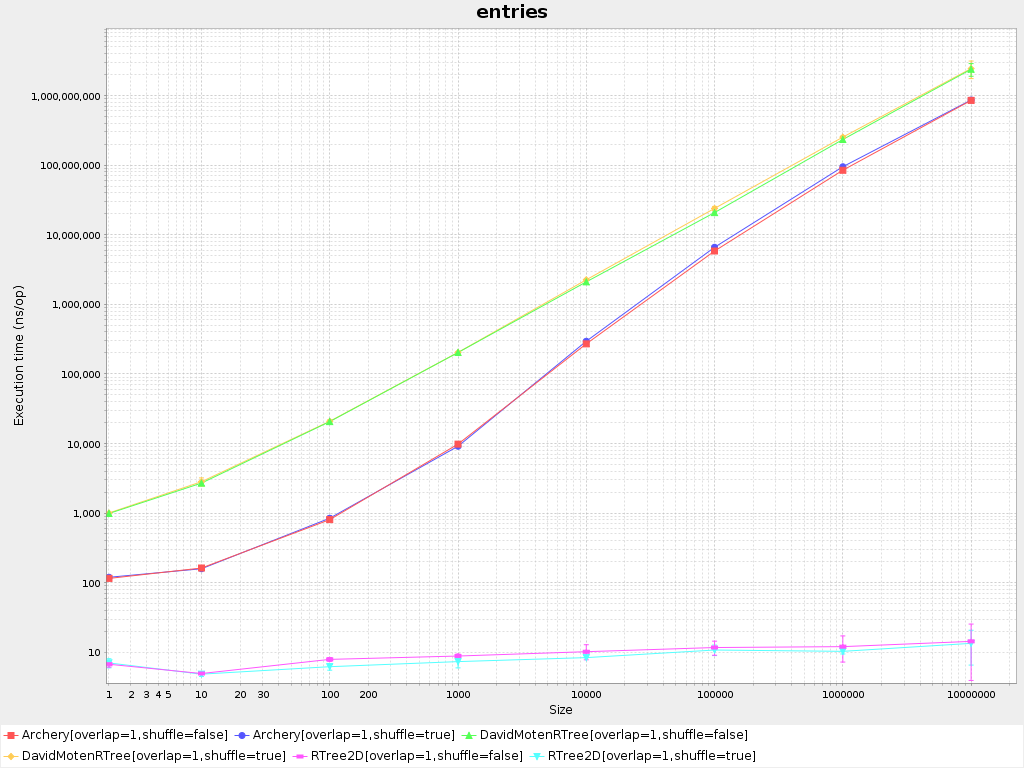 entries
Execution time (ns/op)
1,000,000,000
100,000,000
10,000,000
1,000,000
100,000
10,000
1,000
100
10
1 2 3 4 5 10 20 30 100 200 1000 10000 100000 1000000 10000000
Size
Archery[overlap=1,shuffle=false] Archery[overlap=1,shuffle=true] DavidMotenRTree[overlap=1,shuffle=false]
DavidMotenRTree[overlap=1,shuffle=true] RTree2D[overlap=1,shuffle=false] RTree2D[overlap=1,shuffle=true]